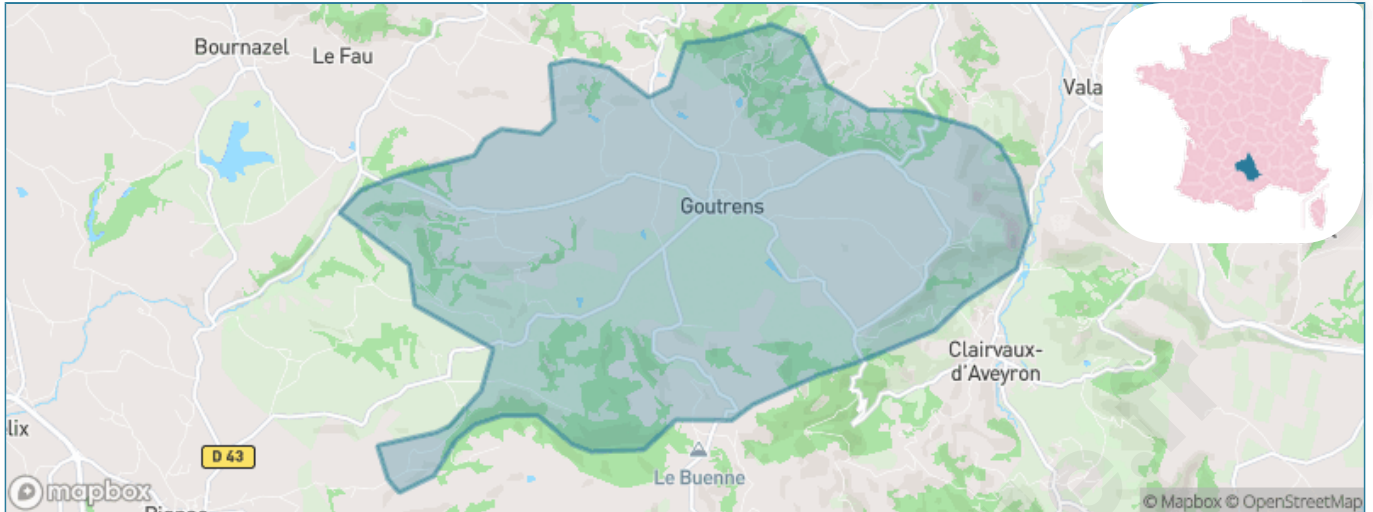 Bournazel
Le Fau
Vala
Goutrens
Clairvaux-
d'Aveyron
lix
D 43
Le Buenne
mapbox
© Mapbox © OpenStreetMap